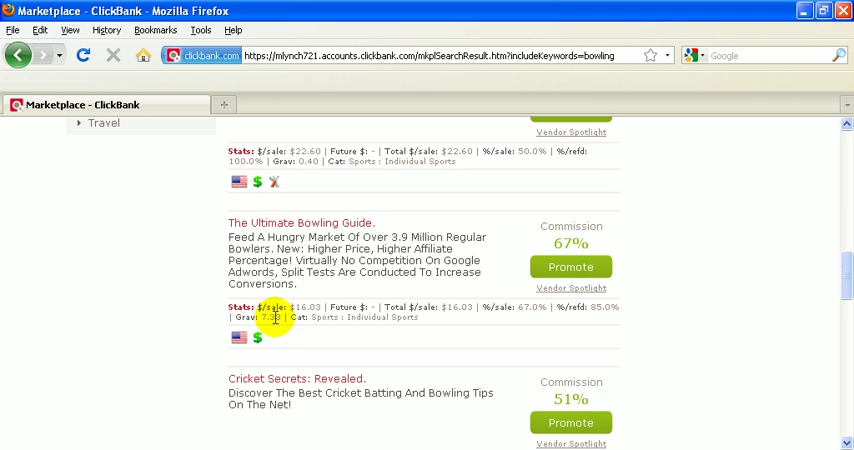 Marketplace - ClickBank - Mozilla Firefox
File Edit View History Bookmarks Tools Help
clickbank.com https://mlynch721.accounts.clickbank.com/mkplSearchResult.htm?includeKeywords=bowling Google
Marketplace - ClickBank
Travel
Vendor Spotlight
Stats: $/sale: $22.60 | Future $: - | Total $/sale: $22.60 | %/sale: 50.0% | %/refd:
100.0% | Grav: 0.40 | Cat: Sports : Individual Sports
The Ultimate Bowling Guide.
Feed A Hungry Market Of Over 3.9 Million Regular
Bowlers. New: Higher Price, Higher Affiliate
Percentage! Virtually No Competition On Google
Adwords, Split Tests Are Conducted To Increase
Conversions.
Commission
67%
Promote
Vendor Spotlight
Stats: $/sale: $16.03 | Future $: - | Total $/sale: $16.03 | %/sale: 67.0% | %/refd: 85.0%
| Grav: | Cat: Sports : Individual Sports
Cricket Secrets: Revealed.
Discover The Best Cricket Batting And Bowling Tips
On The Net!
Commission
51%
Promote
Vendor Spotlight